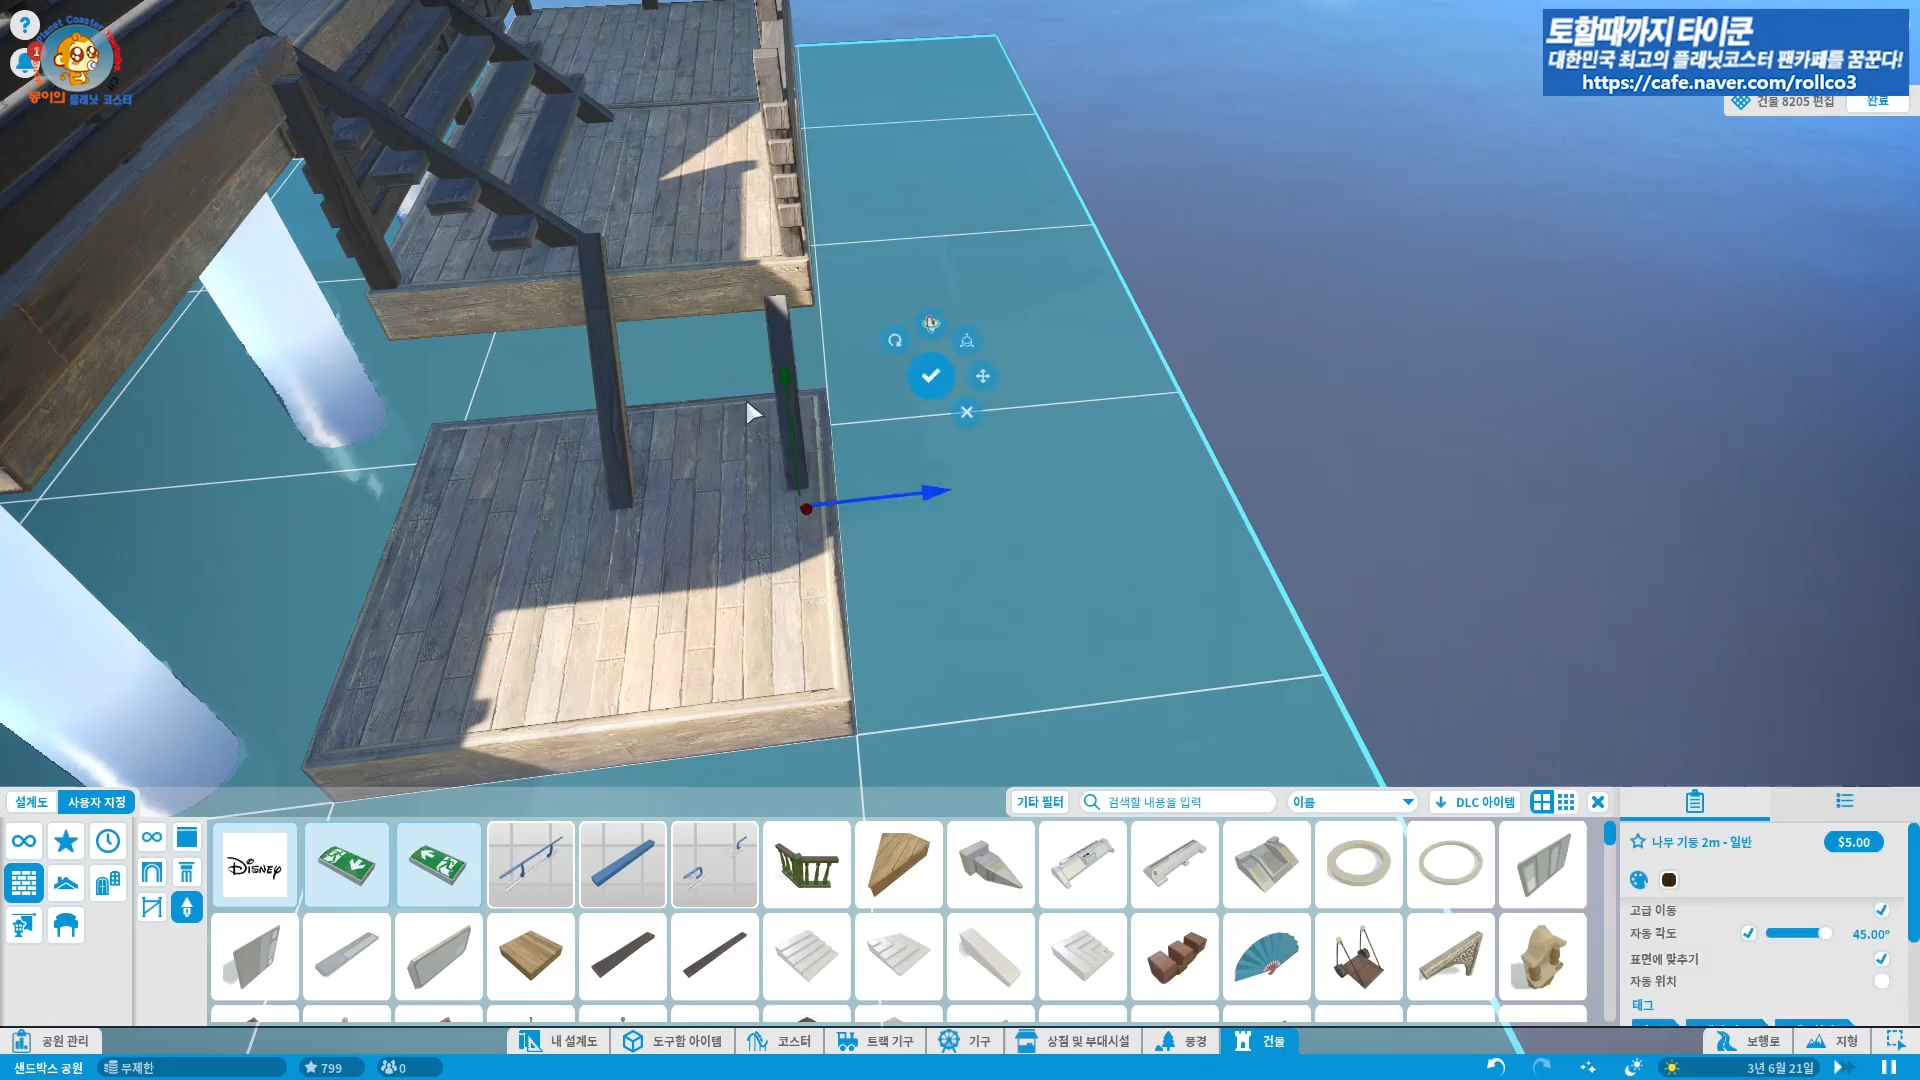 ?
1
Planet Coaster
몽이의 플래닛 코스터
토할때까지 타이쿤
대한민국 최고의 플래닛코스터 팬카페를 꿈꾼다!
https://cafe.naver.com/rollco3
건물 8205 편집
완료
설계도
사용자 지정
기타 필터
검색할 내용을 입력
이름
DLC 아이템
DISNEY
나무 기둥 2m - 일반
$5.00
고급 이동
자동 각도
45.00°
표면에 맞추기
자동 위치
태그
공원 관리
내 설계도
도구함 아이템
코스터
트랙 기구
기구
상점 및 부대시설
풍경
건물
보행로
지형
샌드박스 공원
무제한
799
0
3년 6월 21일